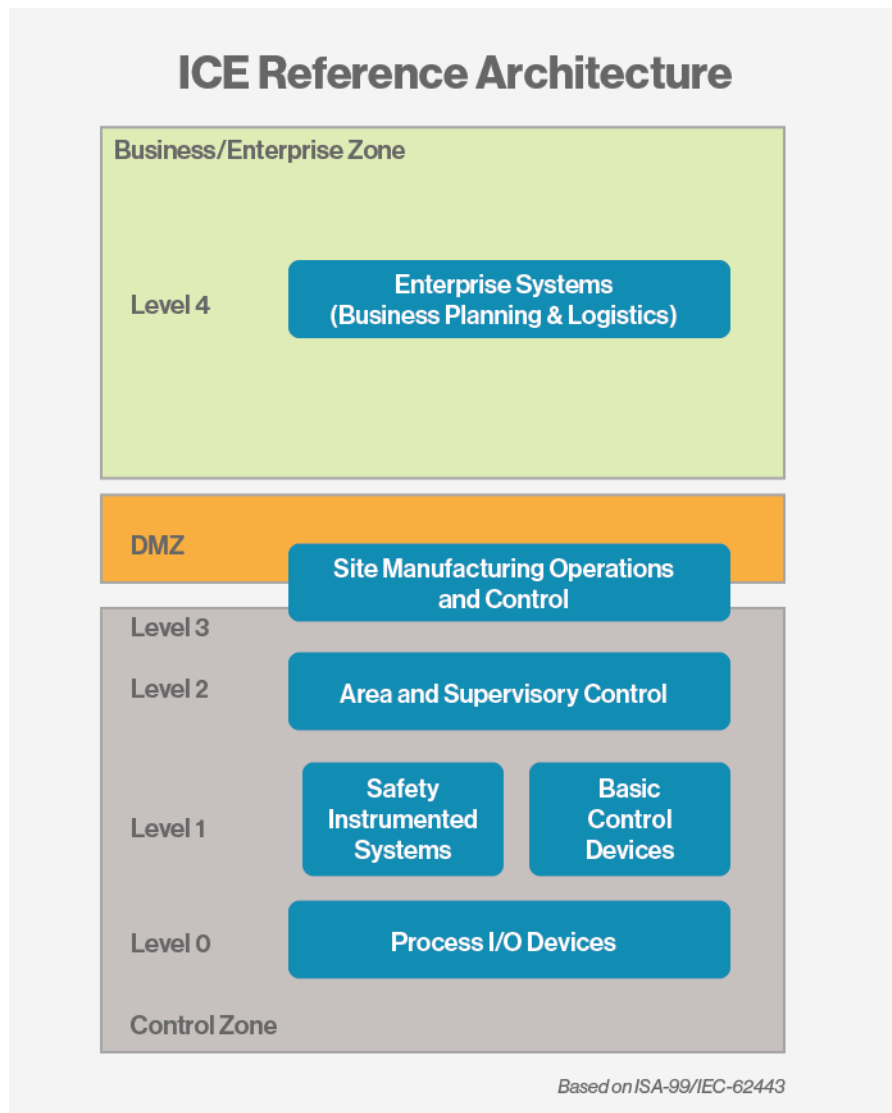 ICE Reference Architecture
Business/Enterprise Zone
Level 4
Enterprise Systems
(Business Planning & Logistics)
DMZ
Site Manufacturing Operations
and Control
Level 3
Level 2
Area and Supervisory Control
Level 1
Safety
Instrumented
Systems
Basic
Control
Devices
Level 0
Process I/O Devices
Control Zone
Based on ISA-99/IEC-62443